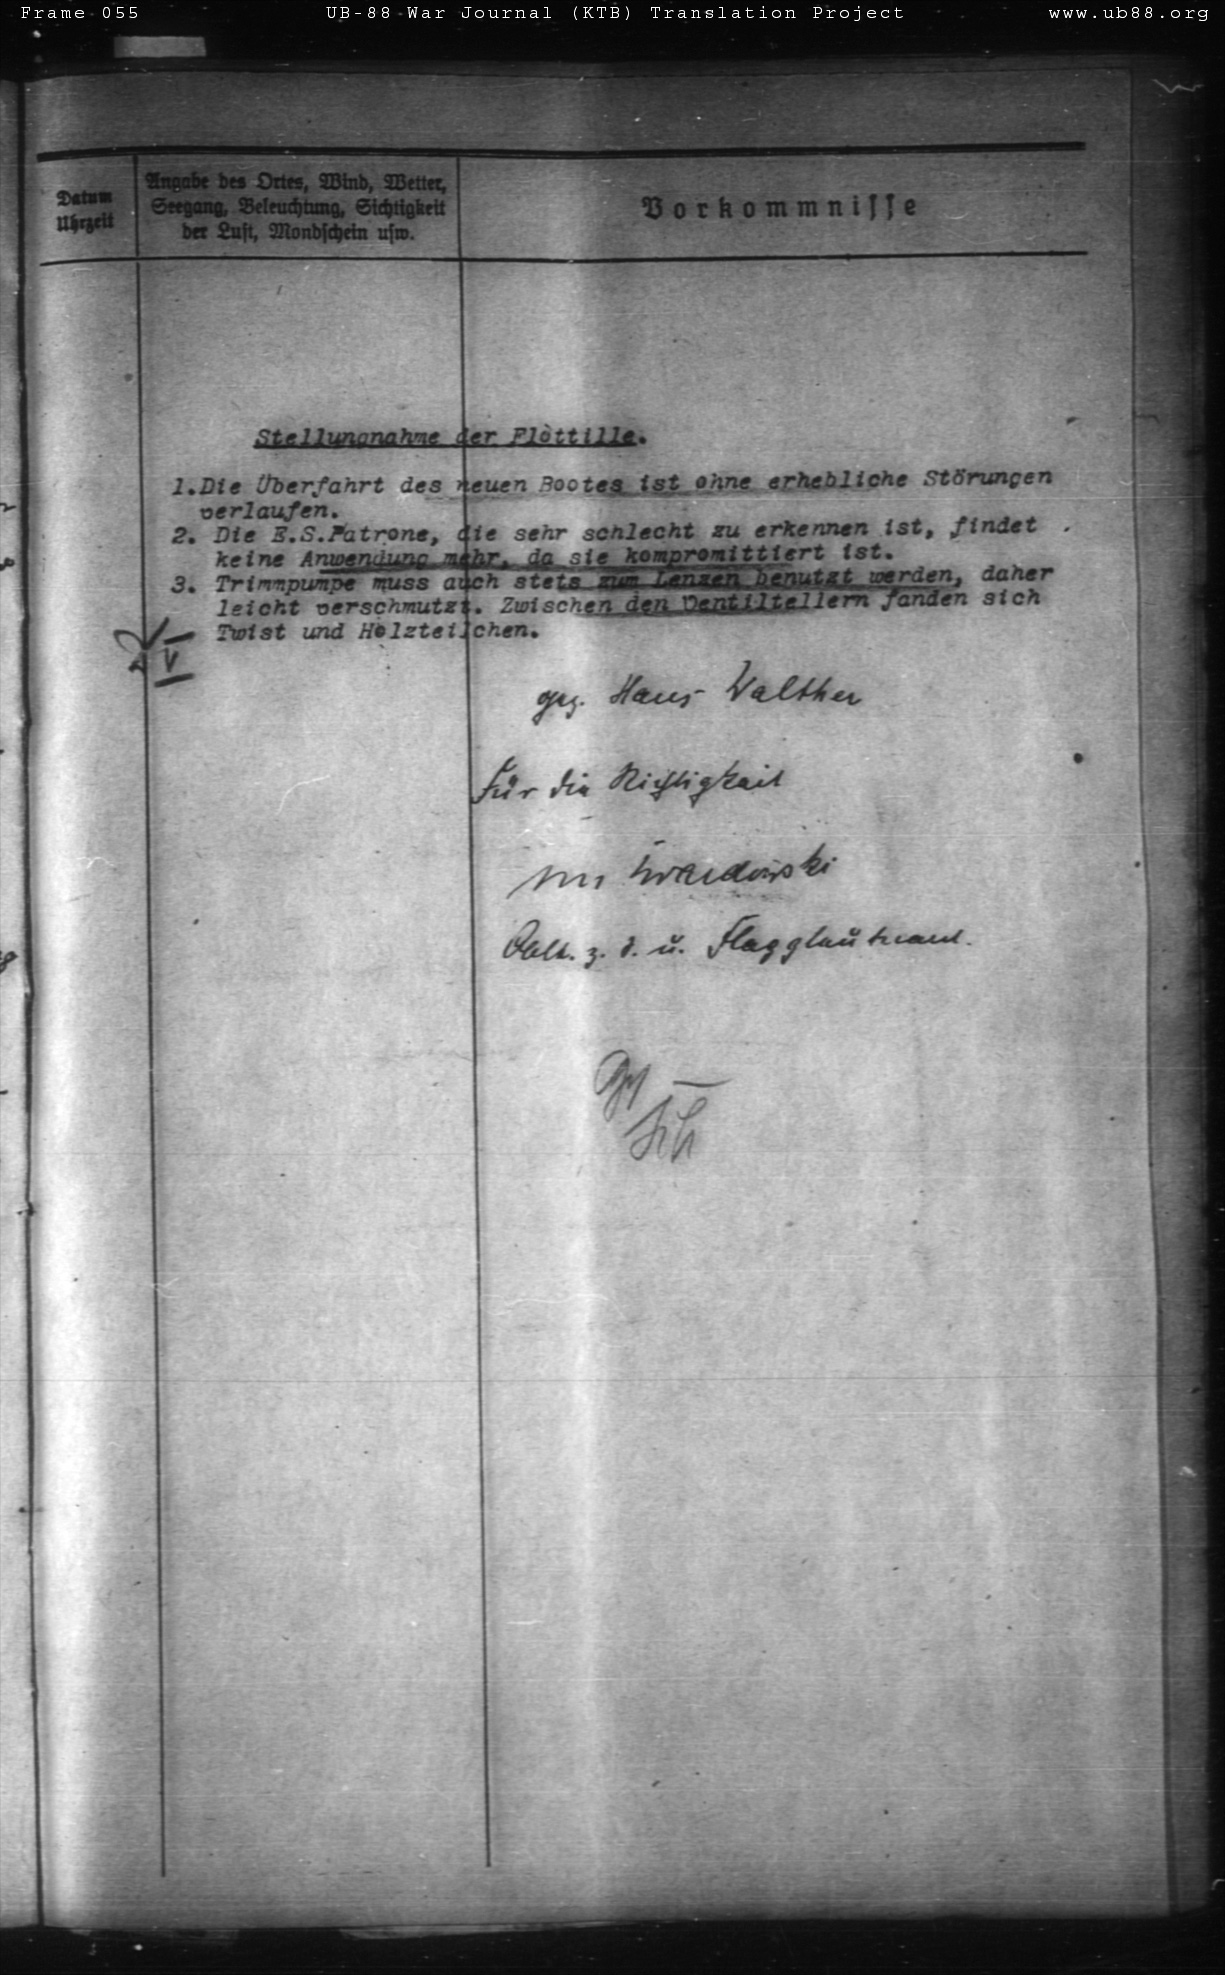 Frame 055 UB-88 War Journal (KTB) Translation Project www.ub88.org
Datum
Uhrzeit
Angabe des Ortes, Wind, Wetter,
Seegang, Beleuchtung, Sichtigkeit
der Luft, Mondschein usw.
Vorkommnisse
Stellungnahme der Flottille.
1.Die Überfahrt des neuen Bootes ist ohne erhebliche Störungen
verlaufen.
2. Die E.S.Patrone, die sehr schlecht zu erkennen ist, findet
keine Anwendung mehr, da sie kompromittiert ist.
3. Trimmpumpe muss auch stets zum Lenzen benutzt werden, daher
leicht verschmutzt. Zwischen den Ventiltellern fanden sich
Twist und Holzteilchen.
V
gez. Hans Walther
Für die Richtigkeit
Oblt. z. S. u. Flaggleutnant.